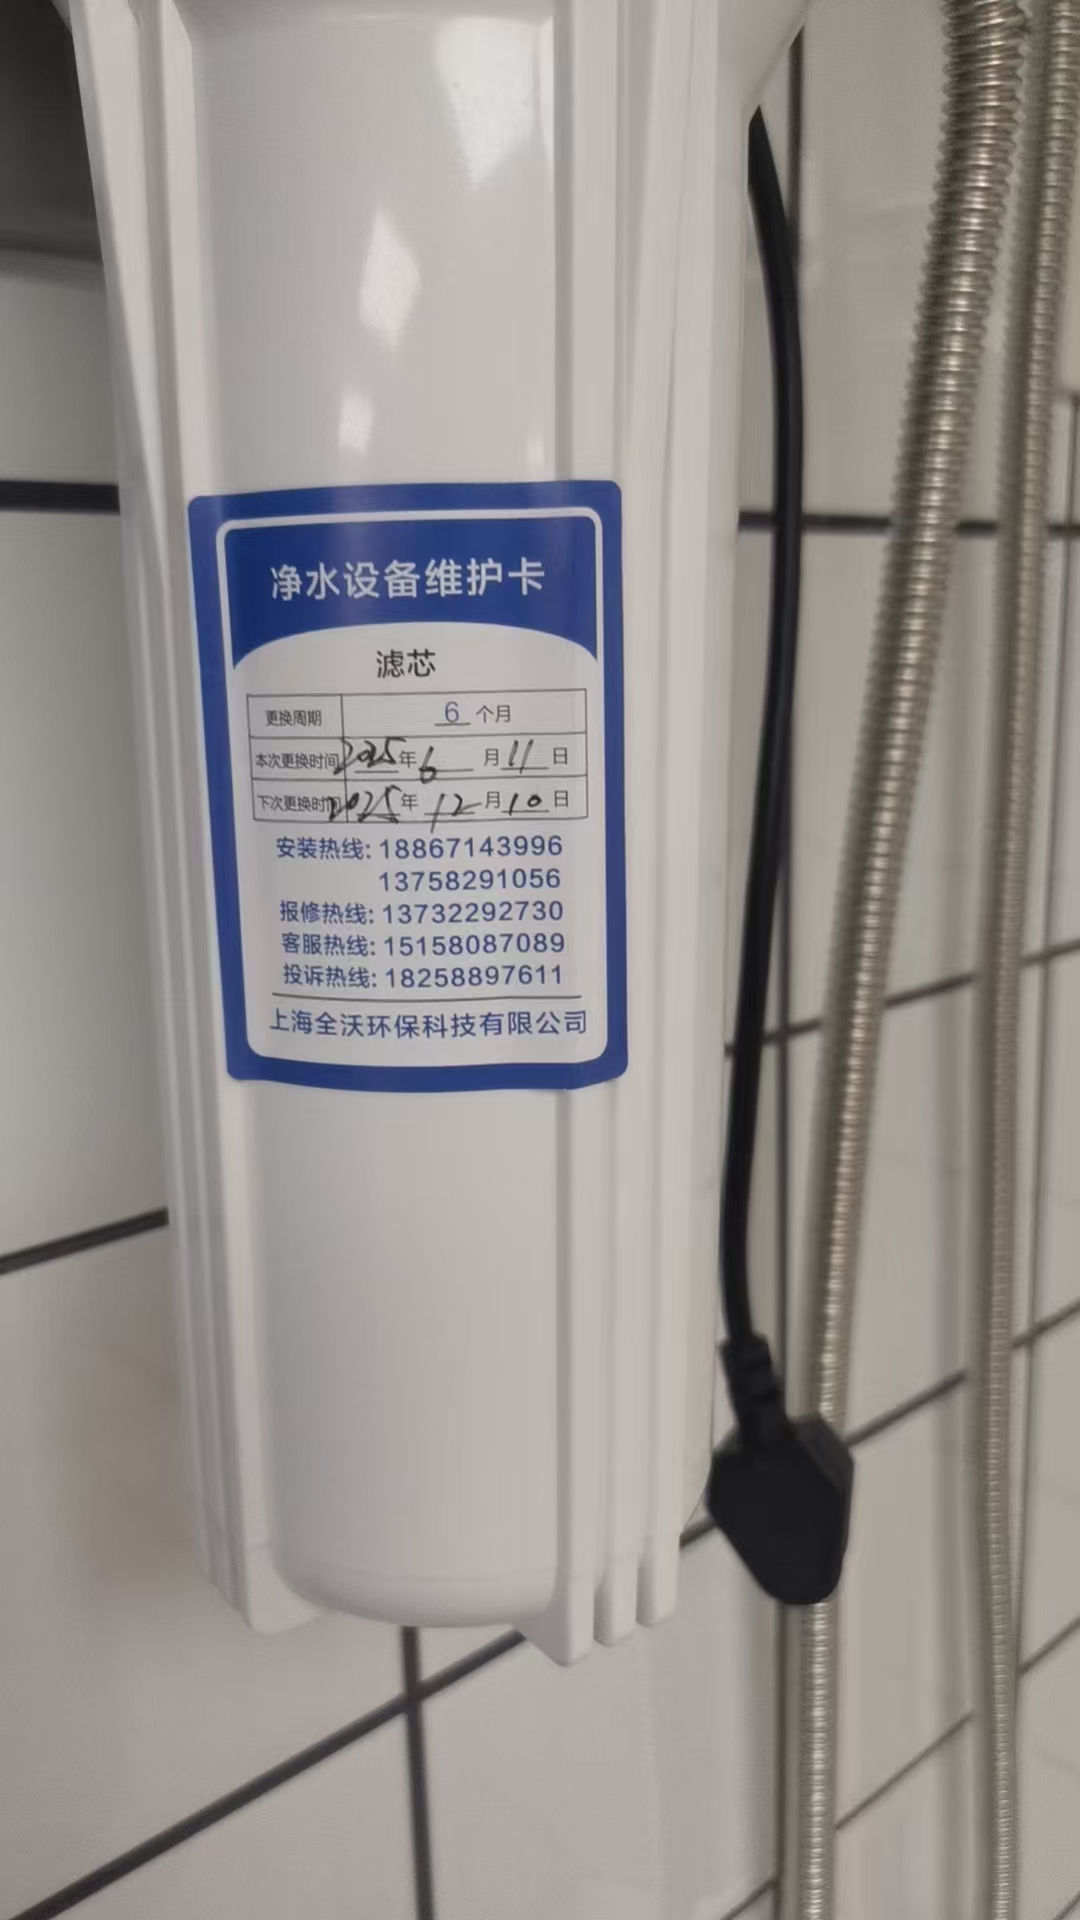 净水设备维护卡
滤芯
更换周期 6 个月
本次更换时间 2025年 6 月 11 日
下次更换时间 2025年 12 月 10 日
安装热线: 18867143996
13758291056
报修热线: 13732292730
客服热线: 15158087089
投诉热线: 18258897611
上海全沃环保科技有限公司